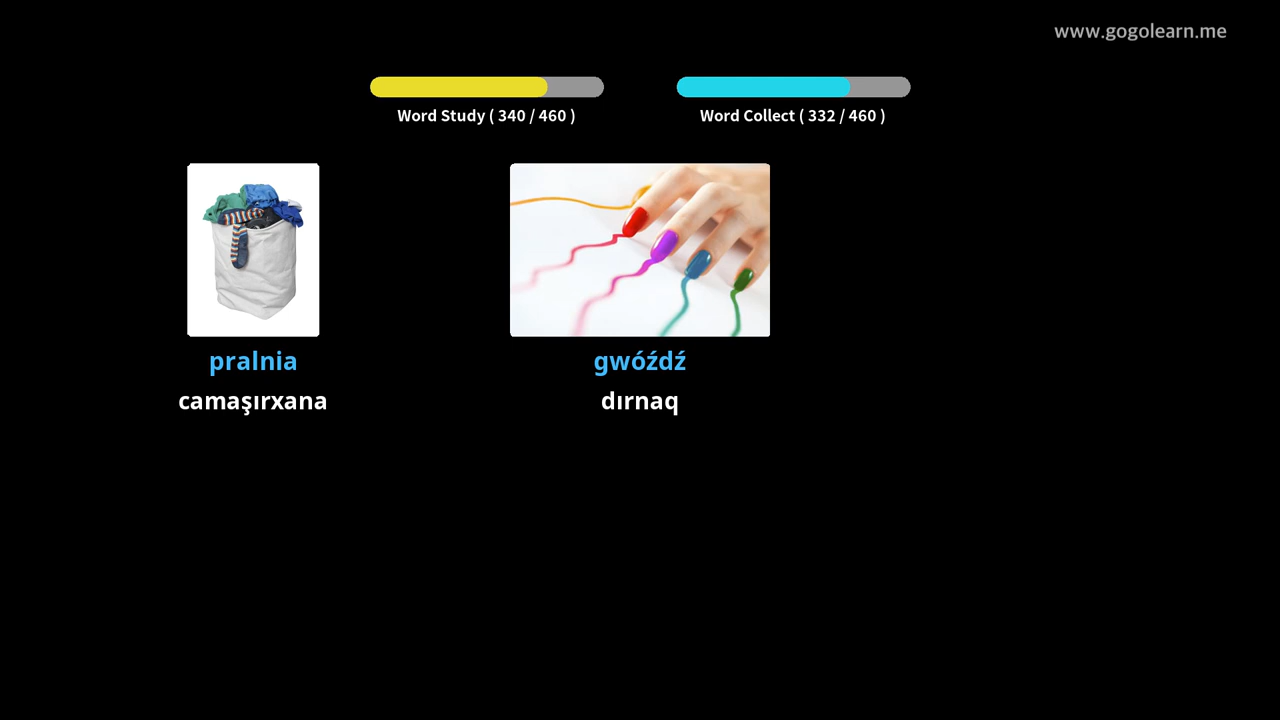 www.gogolearn.me
Word Study ( 340 / 460 )
Word Collect ( 332 / 460 )
pralnia
gwóźdź
camaşırxana
dırnaq